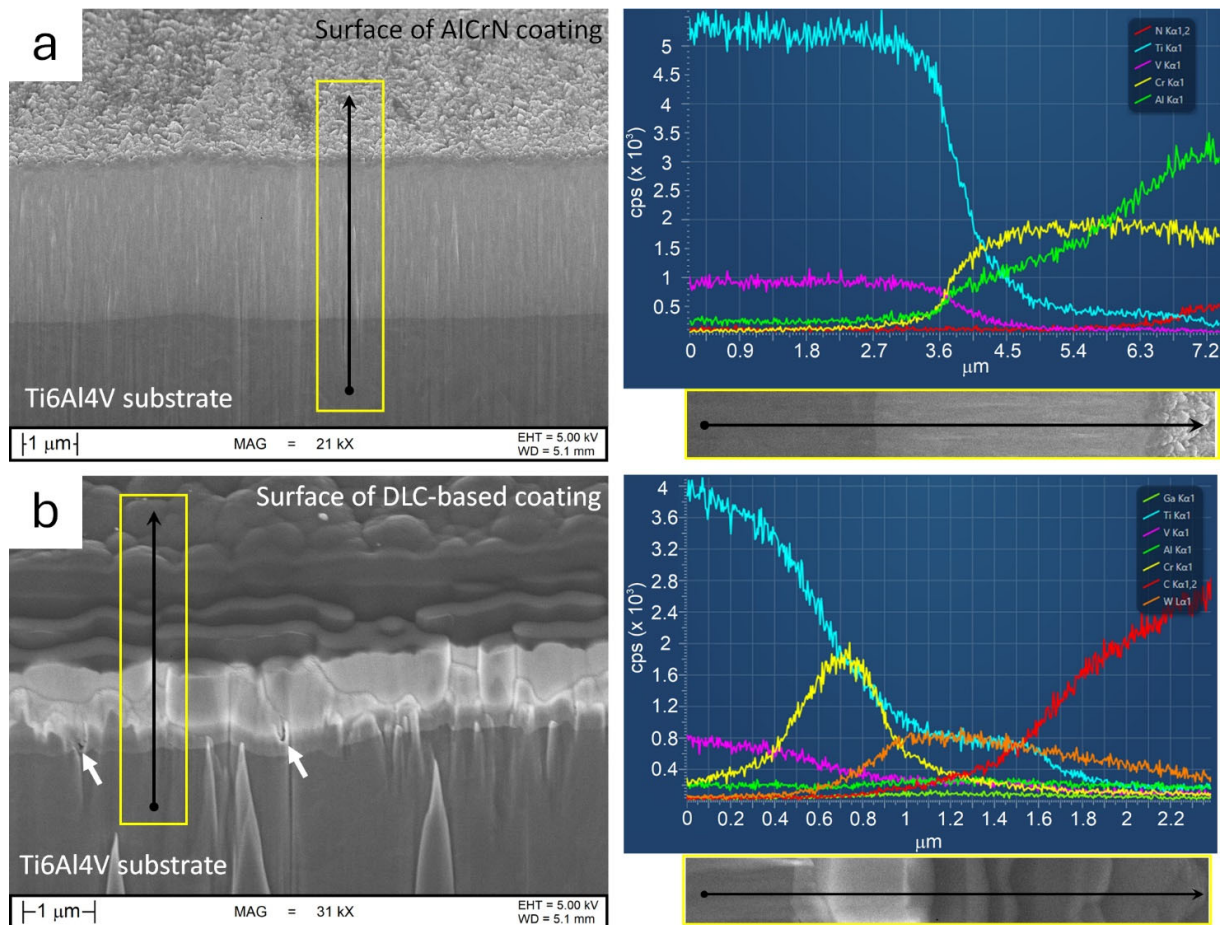 a
Surface of AlCrN coating
Ti6Al4V substrate
1 µm
MAG = 21 kX
EHT = 5.00 kV
WD = 5.1 mm
cps (x 10³)
5
4.5
4
3.5
3
2.5
2
1.5
1
0.5
0 0.9 1.8 2.7 3.6 4.5 5.4 6.3 7.2
µm
N Kα1,2
Ti Kα1
V Kα1
Cr Kα1
Al Kα1
b
Surface of DLC-based coating
Ti6Al4V substrate
1 µm
MAG = 31 kX
EHT = 5.00 kV
WD = 5.1 mm
cps (x 10³)
4
3.6
3.2
2.8
2.4
2
1.6
1.2
0.8
0.4
0 0.2 0.4 0.6 0.8 1 1.2 1.4 1.6 1.8 2 2.2
µm
Ga Kα1
Ti Kα1
V Kα1
Al Kα1
Cr Kα1
C Kα1,2
W Lα1